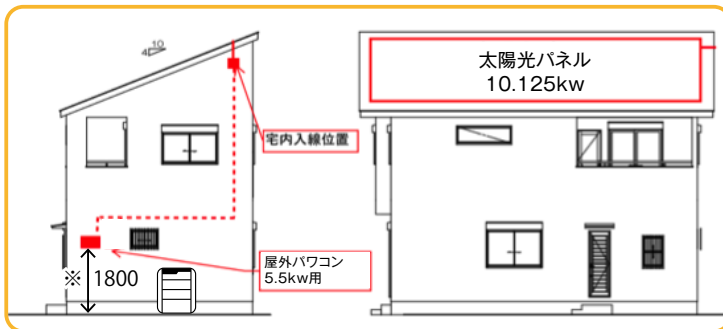 10
4
太陽光パネル
10.125kw
宅内入線位置
屋外パワコン
5.5kw用
※ 1800